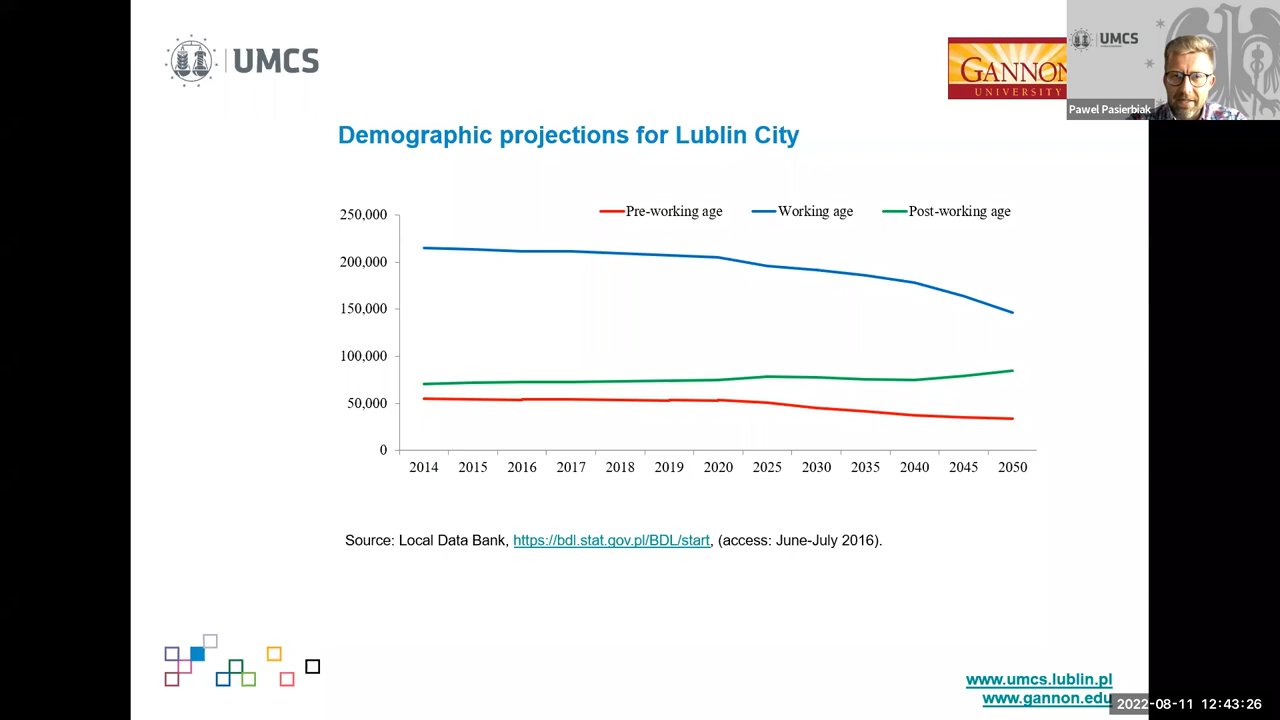 UMCS
GANNON
UNIVERSITY
UMCS
Pawel Pasierbiak
Demographic projections for Lublin City
Pre-working age Working age Post-working age
250,000
200,000
150,000
100,000
50,000
0
2014 2015 2016 2017 2018 2019 2020 2025 2030 2035 2040 2045 2050
Source: Local Data Bank, https://bdl.stat.gov.pl/BDL/start, (access: June-July 2016).
www.umcs.lublin.pl
www.gannon.edu
2022-08-11 12:43:26